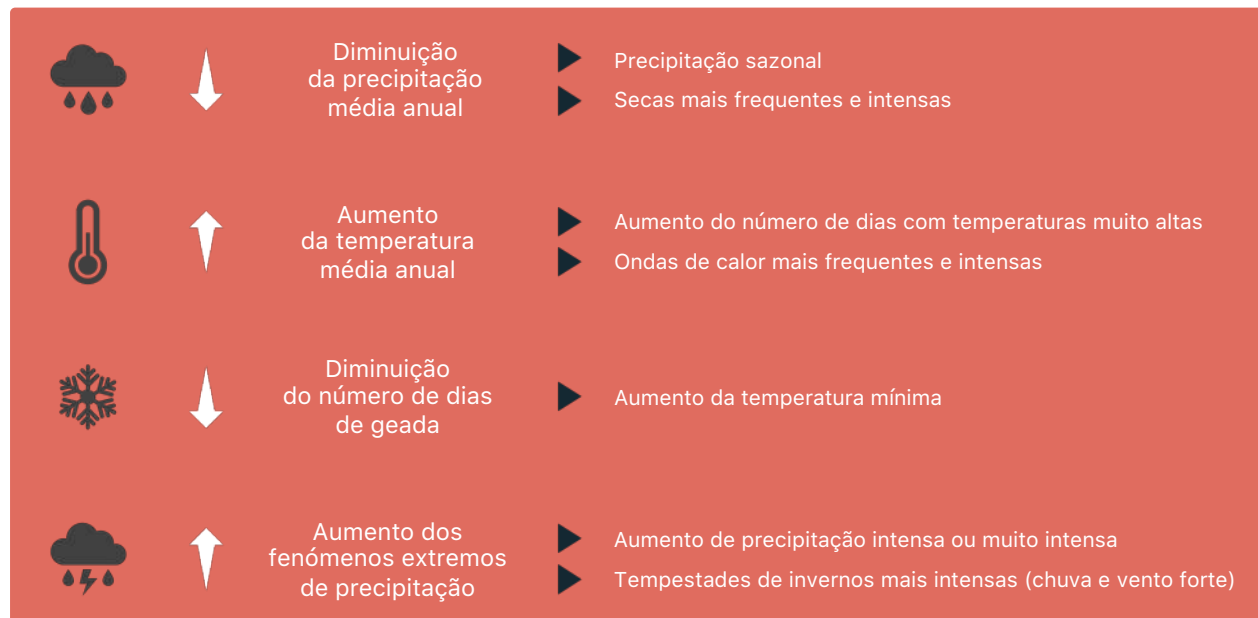 Diminuição
da precipitação
média anual
Precipitação sazonal
Secas mais frequentes e intensas
Aumento
da temperatura
média anual
Aumento do número de dias com temperaturas muito altas
Ondas de calor mais frequentes e intensas
Diminuição
do número de dias
de geada
Aumento da temperatura mínima
Aumento dos
fenómenos extremos
de precipitação
Aumento de precipitação intensa ou muito intensa
Tempestades de invernos mais intensas (chuva e vento forte)